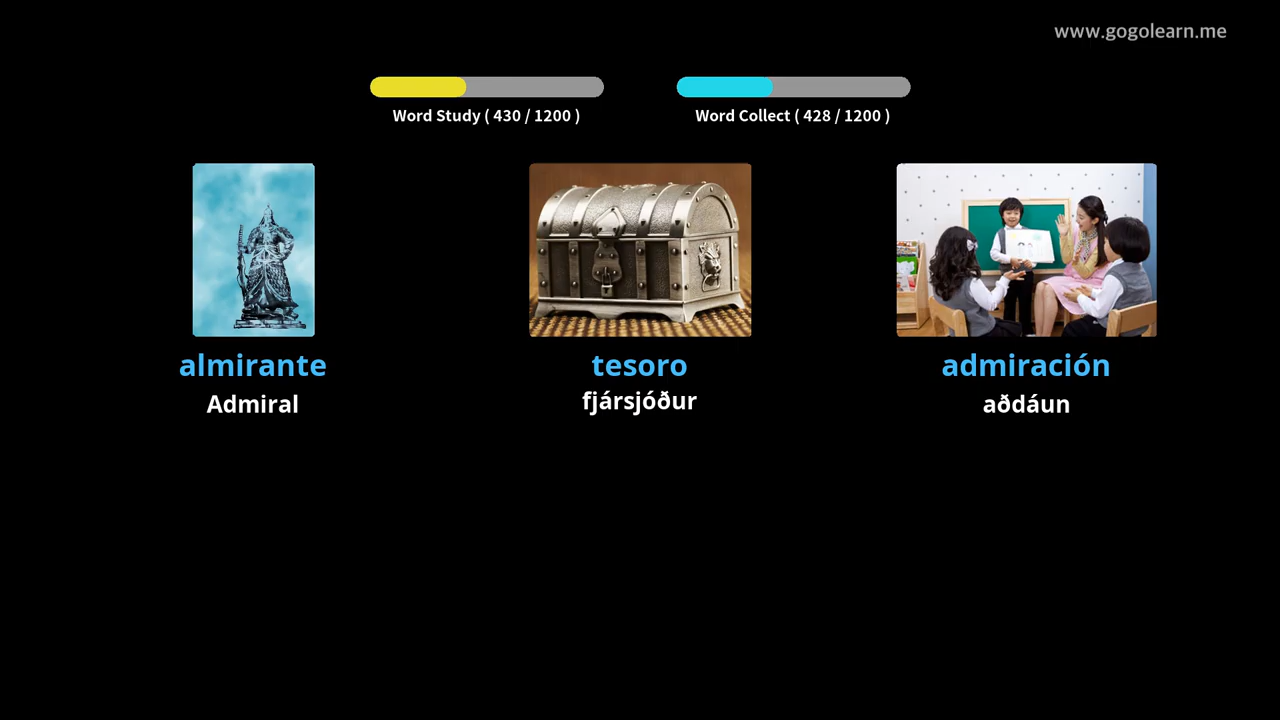 www.gogolearn.me
Word Study ( 430 / 1200 )
Word Collect ( 428 / 1200 )
almirante
Admiral
tesoro
fjársjóður
admiración
aðdáun